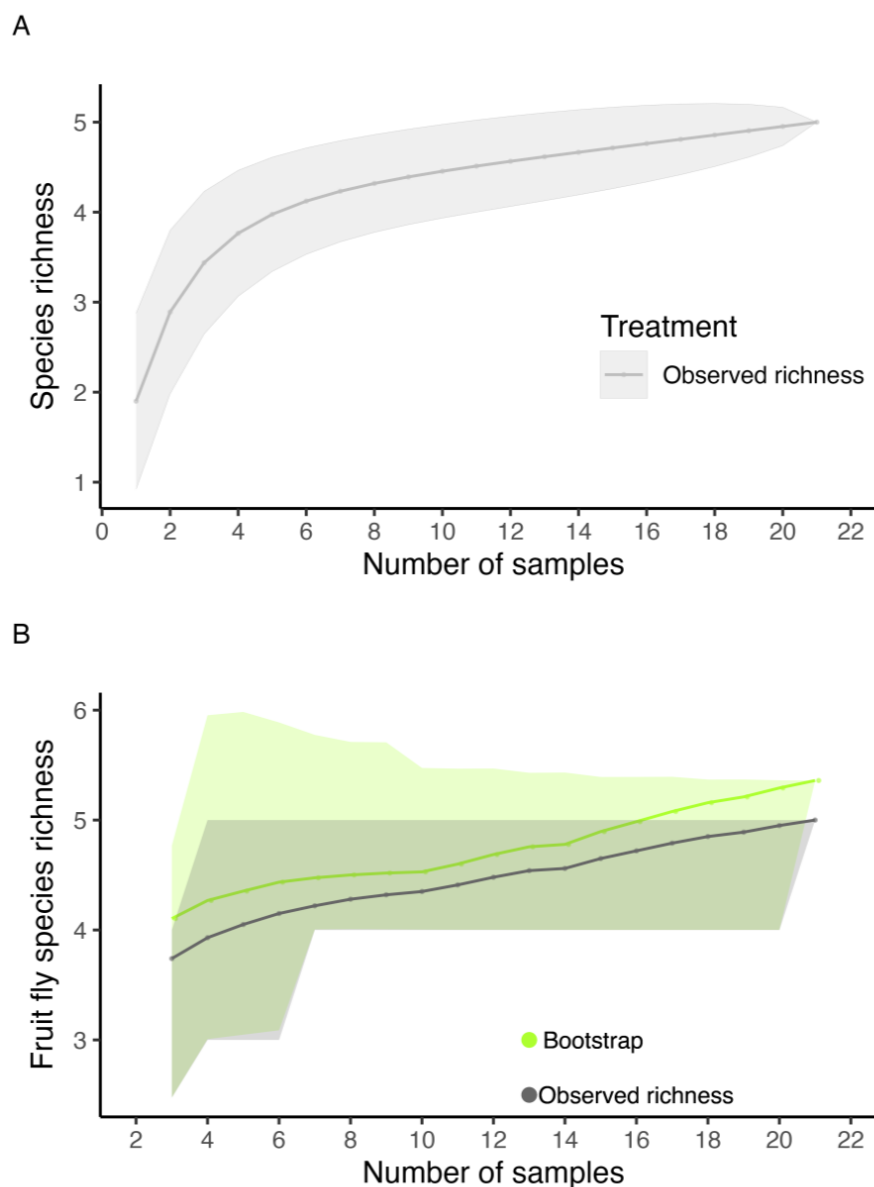 A
Species richness
5
4
3
2
1
Treatment
Observed richness
0 2 4 6 8 10 12 14 16 18 20 22
Number of samples
B
Fruit fly species richness
6
5
4
3
Bootstrap
Observed richness
2 4 6 8 10 12 14 16 18 20 22
Number of samples